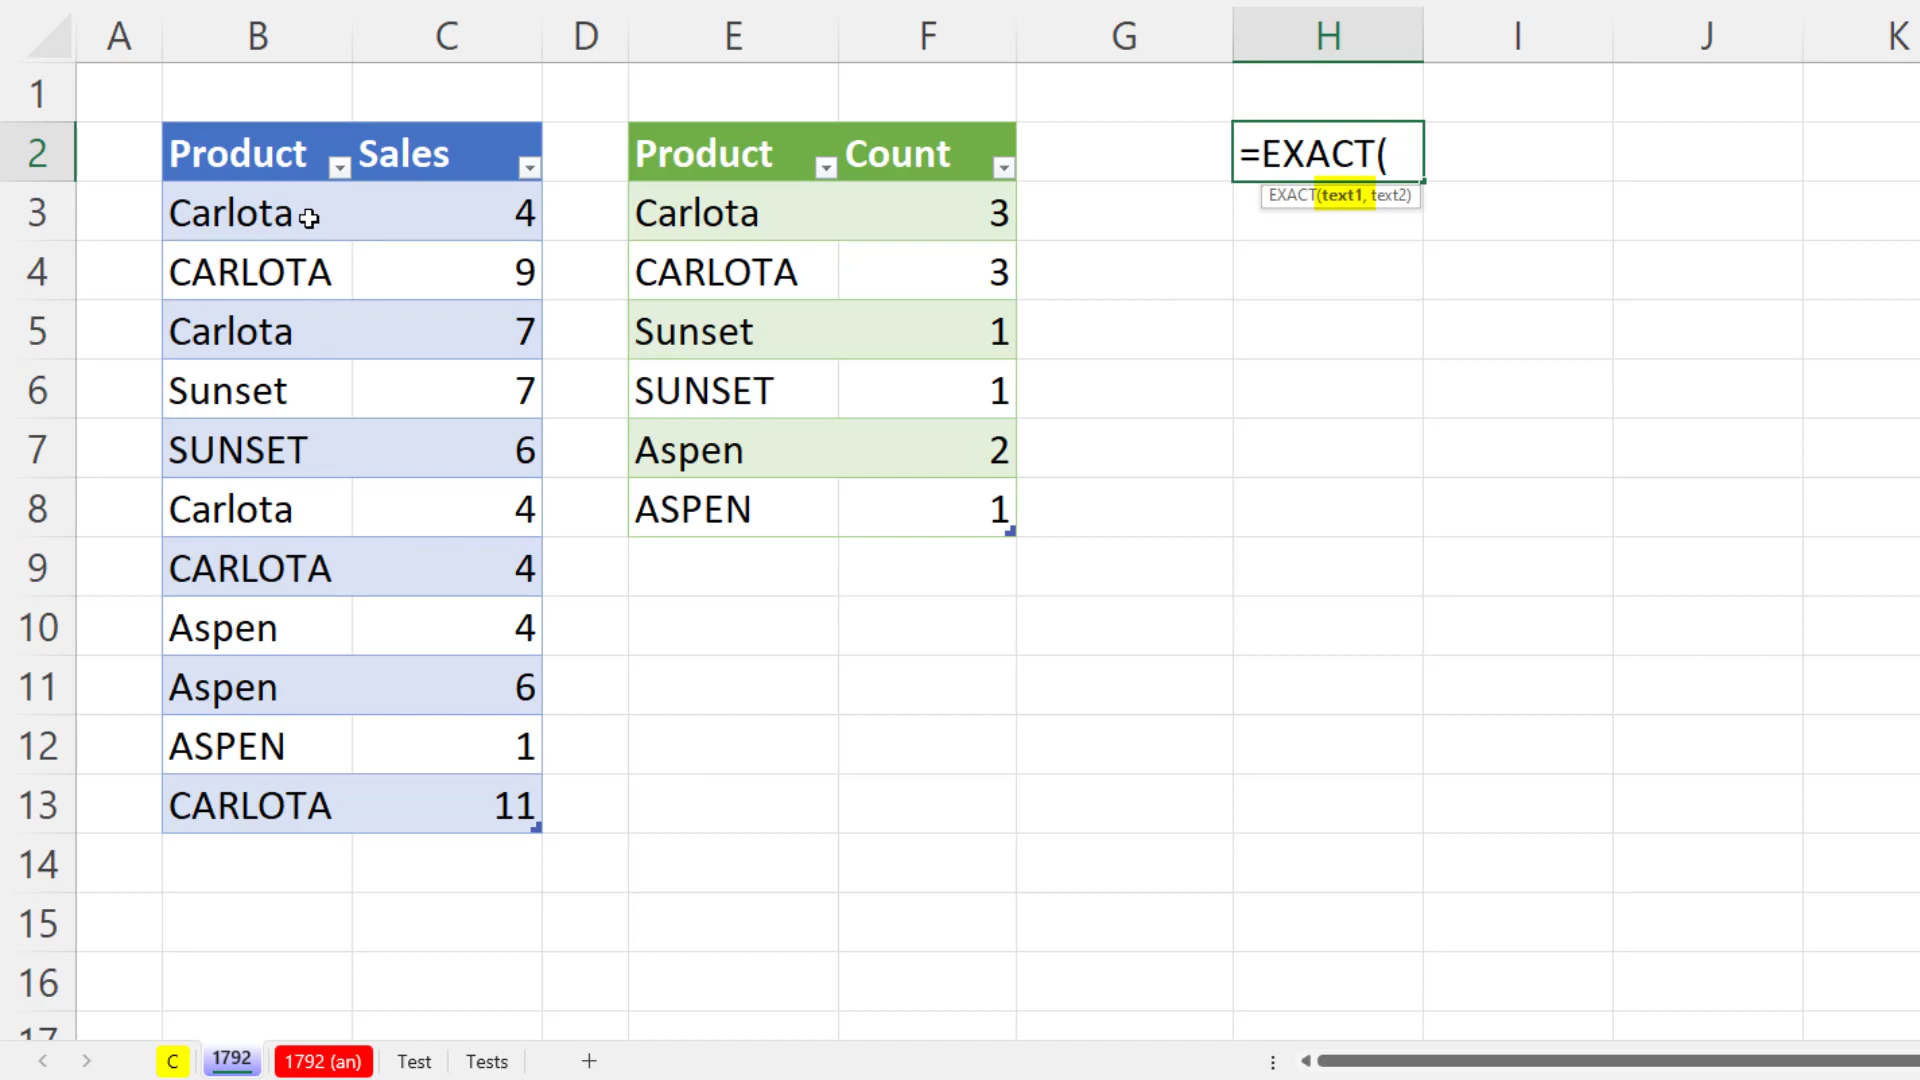 A B C D E F G H I J K
1
2 Product Sales Product Count =EXACT(
EXACT(text1, text2)
3 Carlota 4 Carlota 3
4 CARLOTA 9 CARLOTA 3
5 Carlota 7 Sunset 1
6 Sunset 7 SUNSET 1
7 SUNSET 6 Aspen 2
8 Carlota 4 ASPEN 1
9 CARLOTA 4
10 Aspen 4
11 Aspen 6
12 ASPEN 1
13 CARLOTA 11
14
15
16
17
C 1792 1792 (an) Test Tests